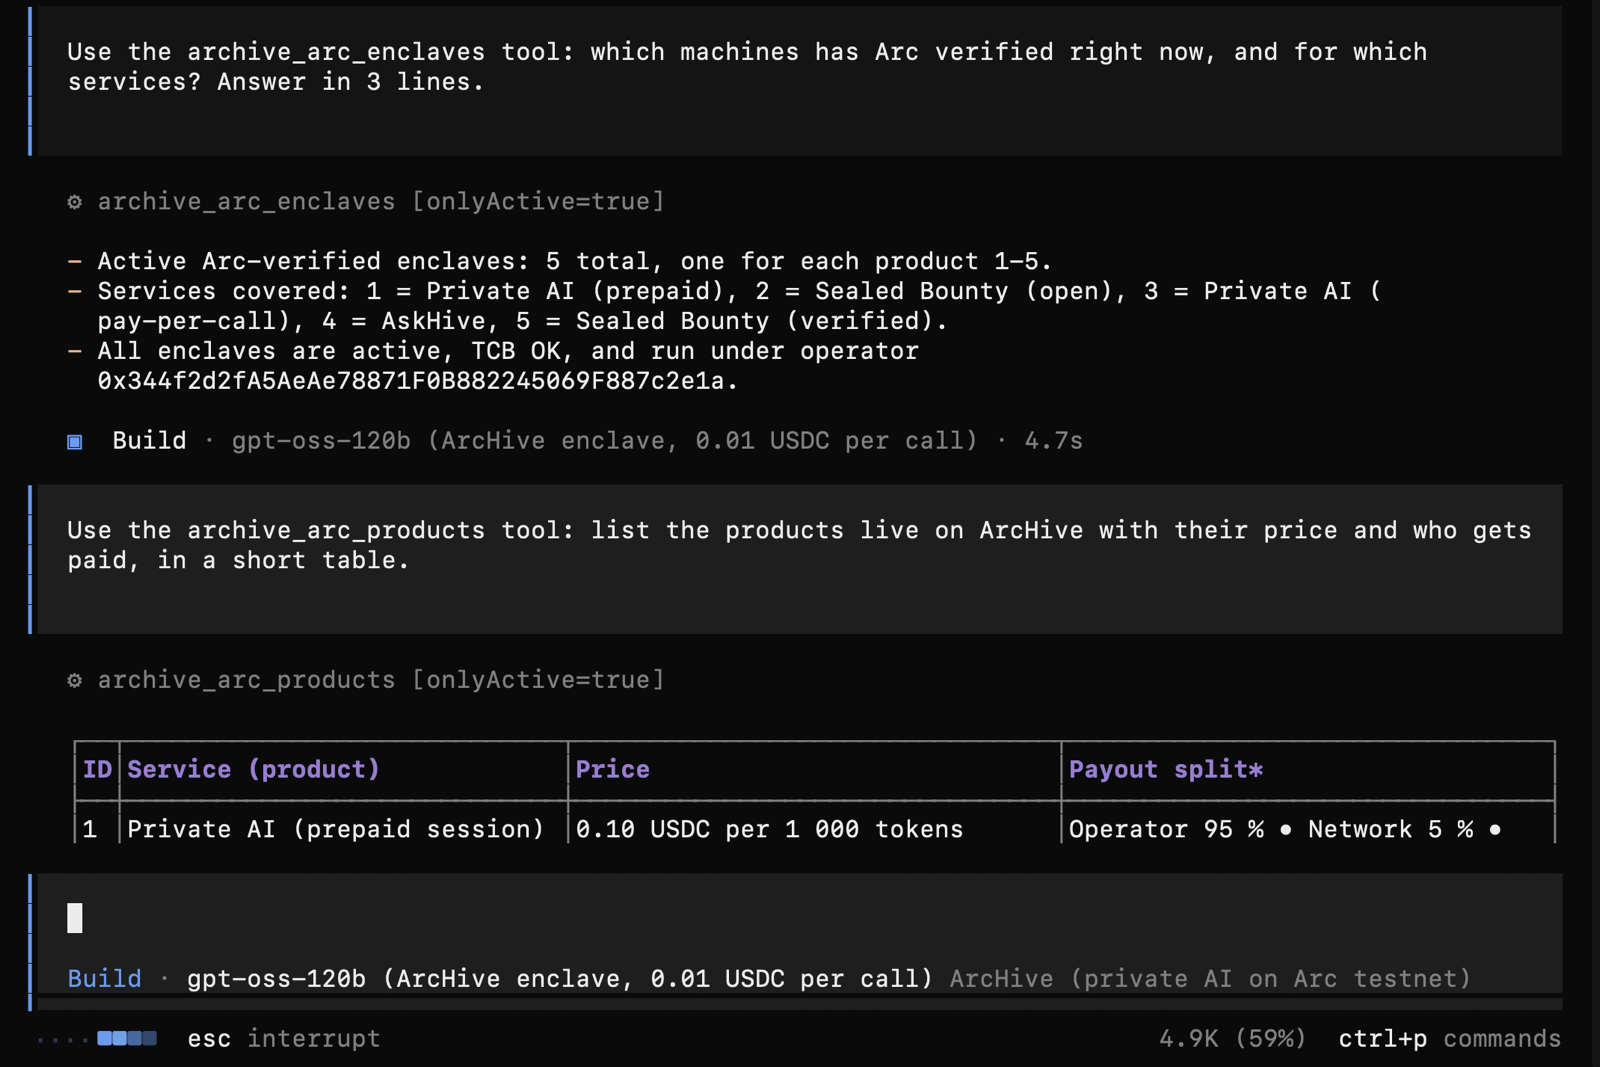 Use the archive_arc_enclaves tool: which machines has Arc verified right now, and for which
services? Answer in 3 lines.
⚙ archive_arc_enclaves [onlyActive=true]
– Active Arc-verified enclaves: 5 total, one for each product 1–5.
– Services covered: 1 = Private AI (prepaid), 2 = Sealed Bounty (open), 3 = Private AI (
pay-per-call), 4 = AskHive, 5 = Sealed Bounty (verified).
– All enclaves are active, TCB OK, and run under operator
0x344f2d2fA5AeAe78871F0B882245069F887c2e1a.
▣ Build · gpt-oss-120b (ArcHive enclave, 0.01 USDC per call) · 4.7s
Use the archive_arc_products tool: list the products live on ArcHive with their price and who gets
paid, in a short table.
⚙ archive_arc_products [onlyActive=true]
ID Service (product) Price Payout split*
1 Private AI (prepaid session) 0.10 USDC per 1 000 tokens Operator 95 % • Network 5 % •
Build · gpt-oss-120b (ArcHive enclave, 0.01 USDC per call) ArcHive (private AI on Arc testnet)
esc interrupt 4.9K (59%) ctrl+p commands